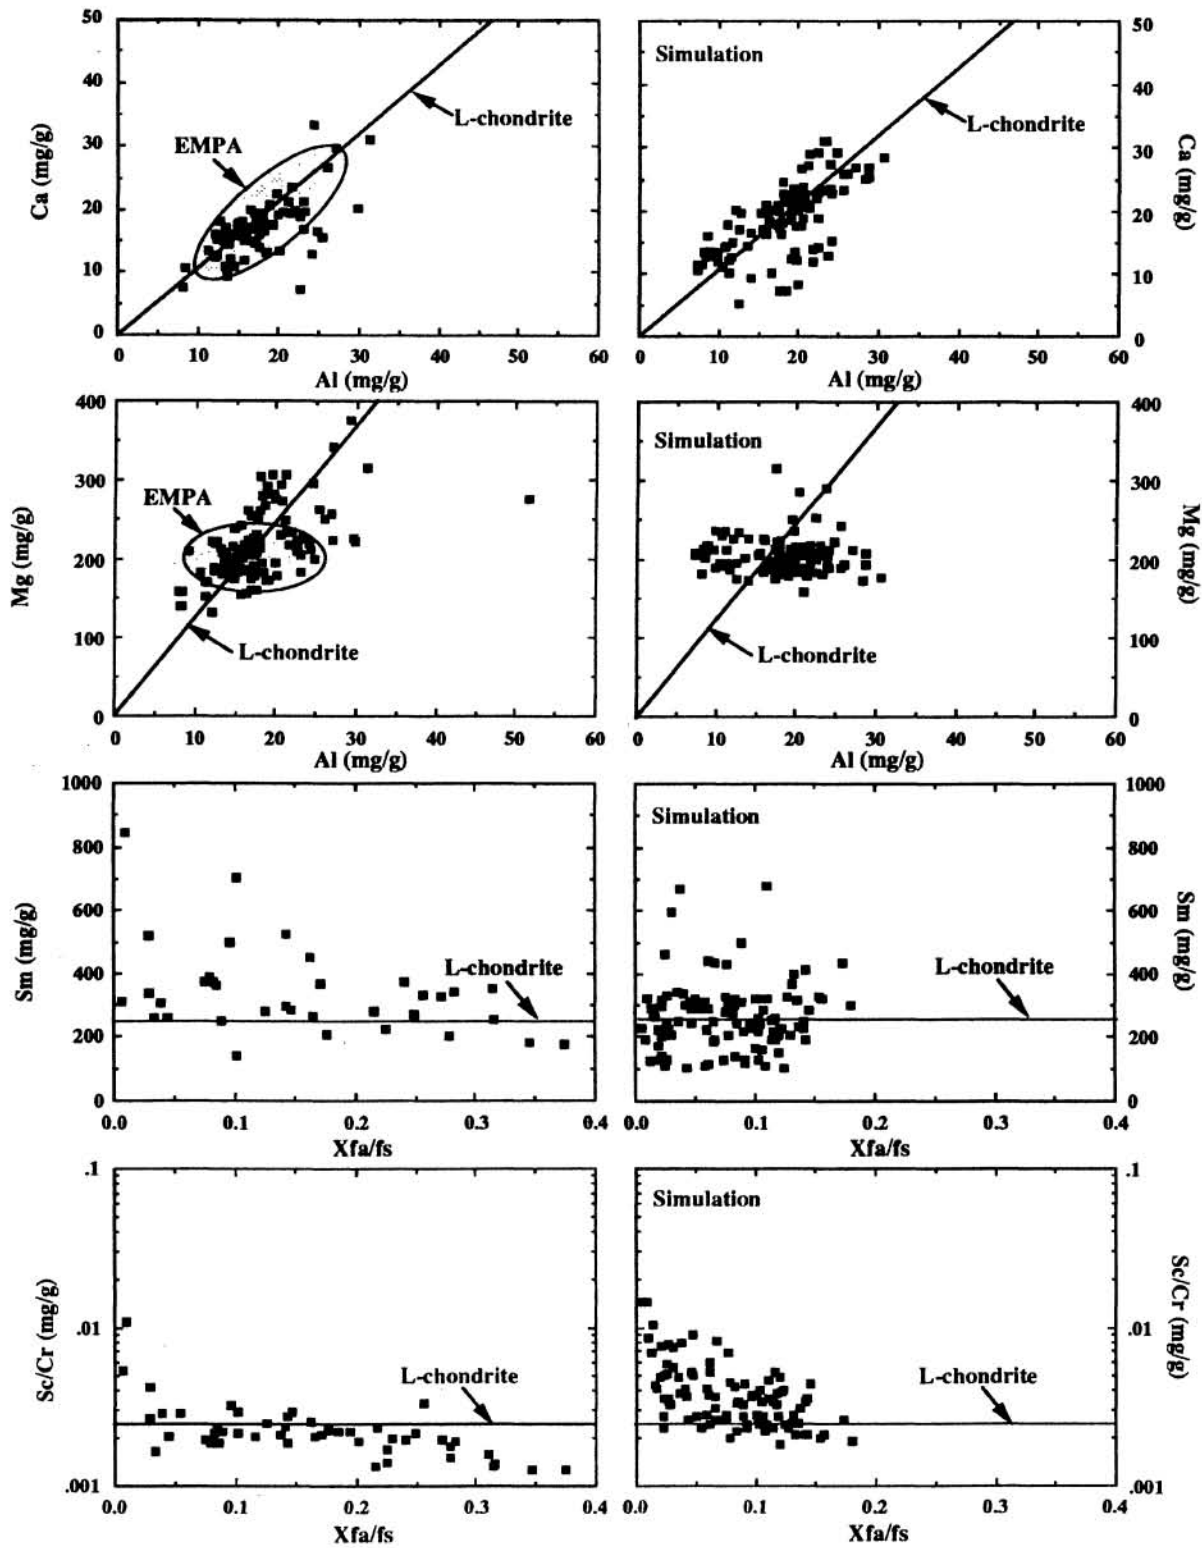 50
40
30
20
10
0
Ca (mg/g)
EMPA
L-chondrite
0 10 20 30 40 50 60
Al (mg/g)
Simulation
L-chondrite
50
40
30
20
10
0
Ca (mg/g)
0 10 20 30 40 50 60
Al (mg/g)
400
300
200
100
0
Mg (mg/g)
EMPA
L-chondrite
0 10 20 30 40 50 60
Al (mg/g)
Simulation
L-chondrite
400
300
200
100
0
Mg (mg/g)
0 10 20 30 40 50 60
Al (mg/g)
1000
800
600
400
200
0
Sm (mg/g)
L-chondrite
0.0 0.1 0.2 0.3 0.4
Xfa/fs
Simulation
L-chondrite
1000
800
600
400
200
0
Sm (mg/g)
0.0 0.1 0.2 0.3 0.4
Xfa/fs
.1
.01
.001
Sc/Cr (mg/g)
L-chondrite
0.0 0.1 0.2 0.3 0.4
Xfa/fs
Simulation
L-chondrite
.1
.01
.001
Sc/Cr (mg/g)
0.0 0.1 0.2 0.3 0.4
Xfa/fs